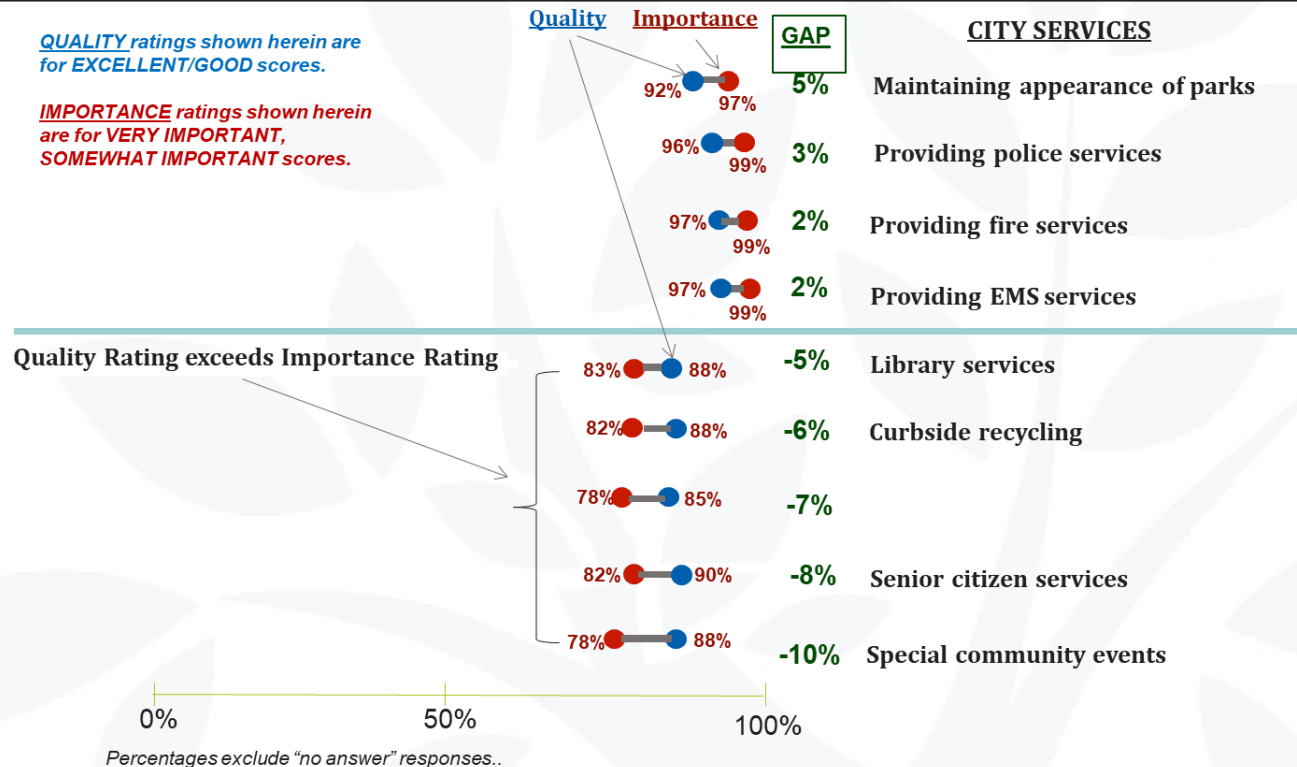 Quality Importance GAP CITY SERVICES
QUALITY ratings shown herein are
for EXCELLENT/GOOD scores.
IMPORTANCE ratings shown herein
are for VERY IMPORTANT,
SOMEWHAT IMPORTANT scores.
92% 97% 5% Maintaining appearance of parks
96% 99% 3% Providing police services
97% 99% 2% Providing fire services
97% 99% 2% Providing EMS services
Quality Rating exceeds Importance Rating
83% 88% -5% Library services
82% 88% -6% Curbside recycling
78% 85% -7%
82% 90% -8% Senior citizen services
78% 88% -10% Special community events
0% 50% 100%
Percentages exclude “no answer” responses..